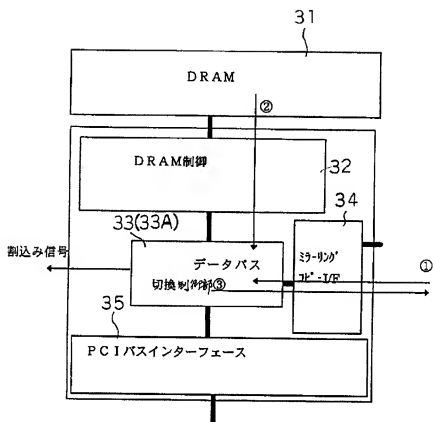 31
DRAM
②
DRAM制御
32
33(33A)
34
割込み信号
データバス
切換制御部③
ミラーリング
コピーI/F
①
35
PCIバスインターフェース